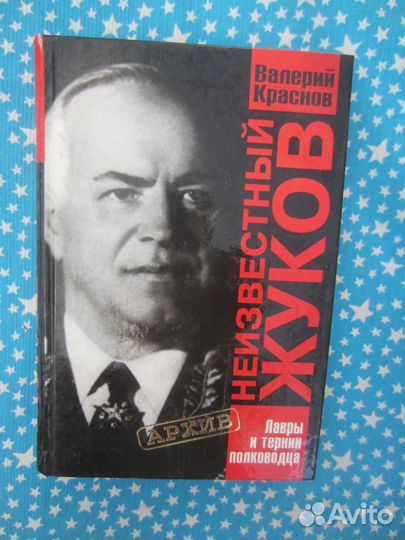 Валерий
Краснов
НЕИЗВЕСТНЫЙ
ЖУКОВ
Лавры
и тернии
полководца
АРХИВ
Avito